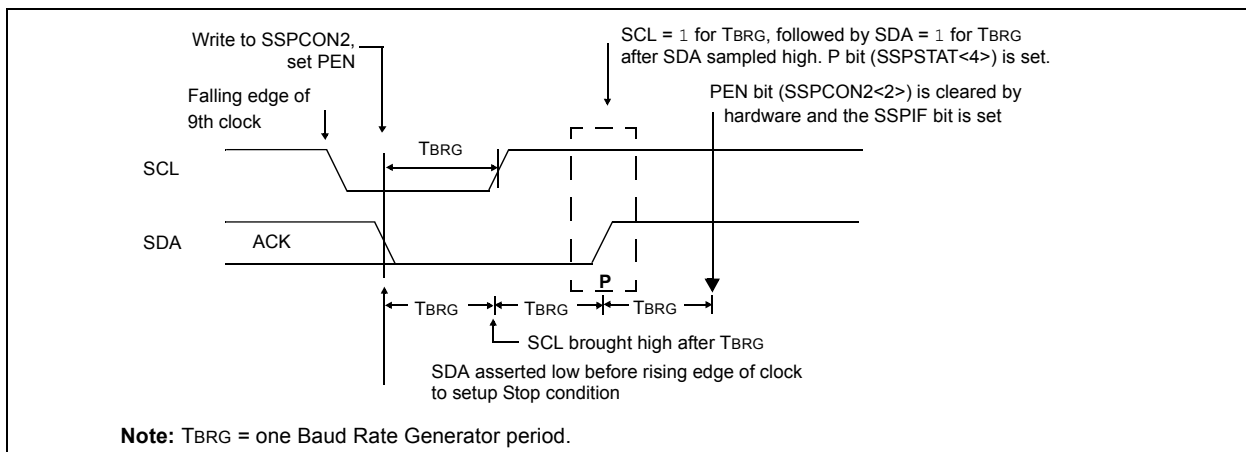 Write to SSPCON2,
set PEN
Falling edge of
9th clock
SCL = 1 for TBRG, followed by SDA = 1 for TBRG
after SDA sampled high. P bit (SSPSTAT<4>) is set.
PEN bit (SSPCON2<2>) is cleared by
hardware and the SSPIF bit is set
TBRG
SCL
SDA
ACK
P
TBRG
TBRG
TBRG
SCL brought high after TBRG
SDA asserted low before rising edge of clock
to setup Stop condition
Note: TBRG = one Baud Rate Generator period.